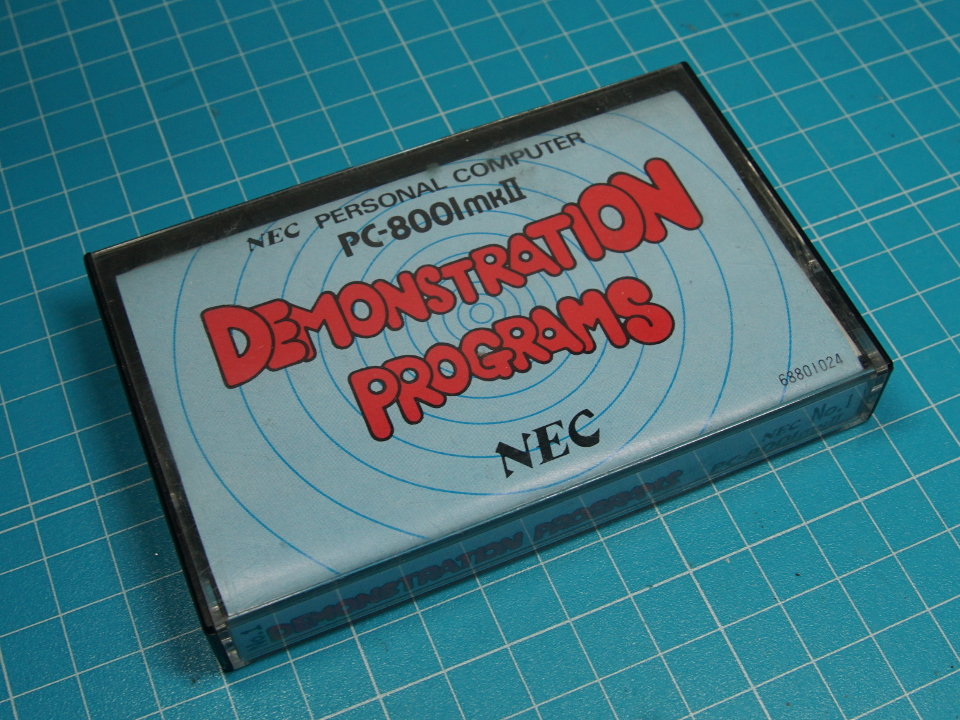 NEC PERSONAL COMPUTER
PC-8001mkII
DEMONSTRATION
PROGRAMS
NEC
68801024
No.1
DEMONSTRATION PROGRAMS
NEC